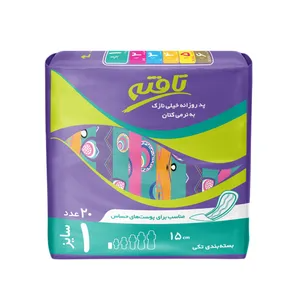 تافته
پد روزانه خیلی نازک
به نرمی کتان
مناسب برای پوست‌های حساس
۲۰ عدد
سایز
۱
۱۵ cm
بسته‌بندی تکی